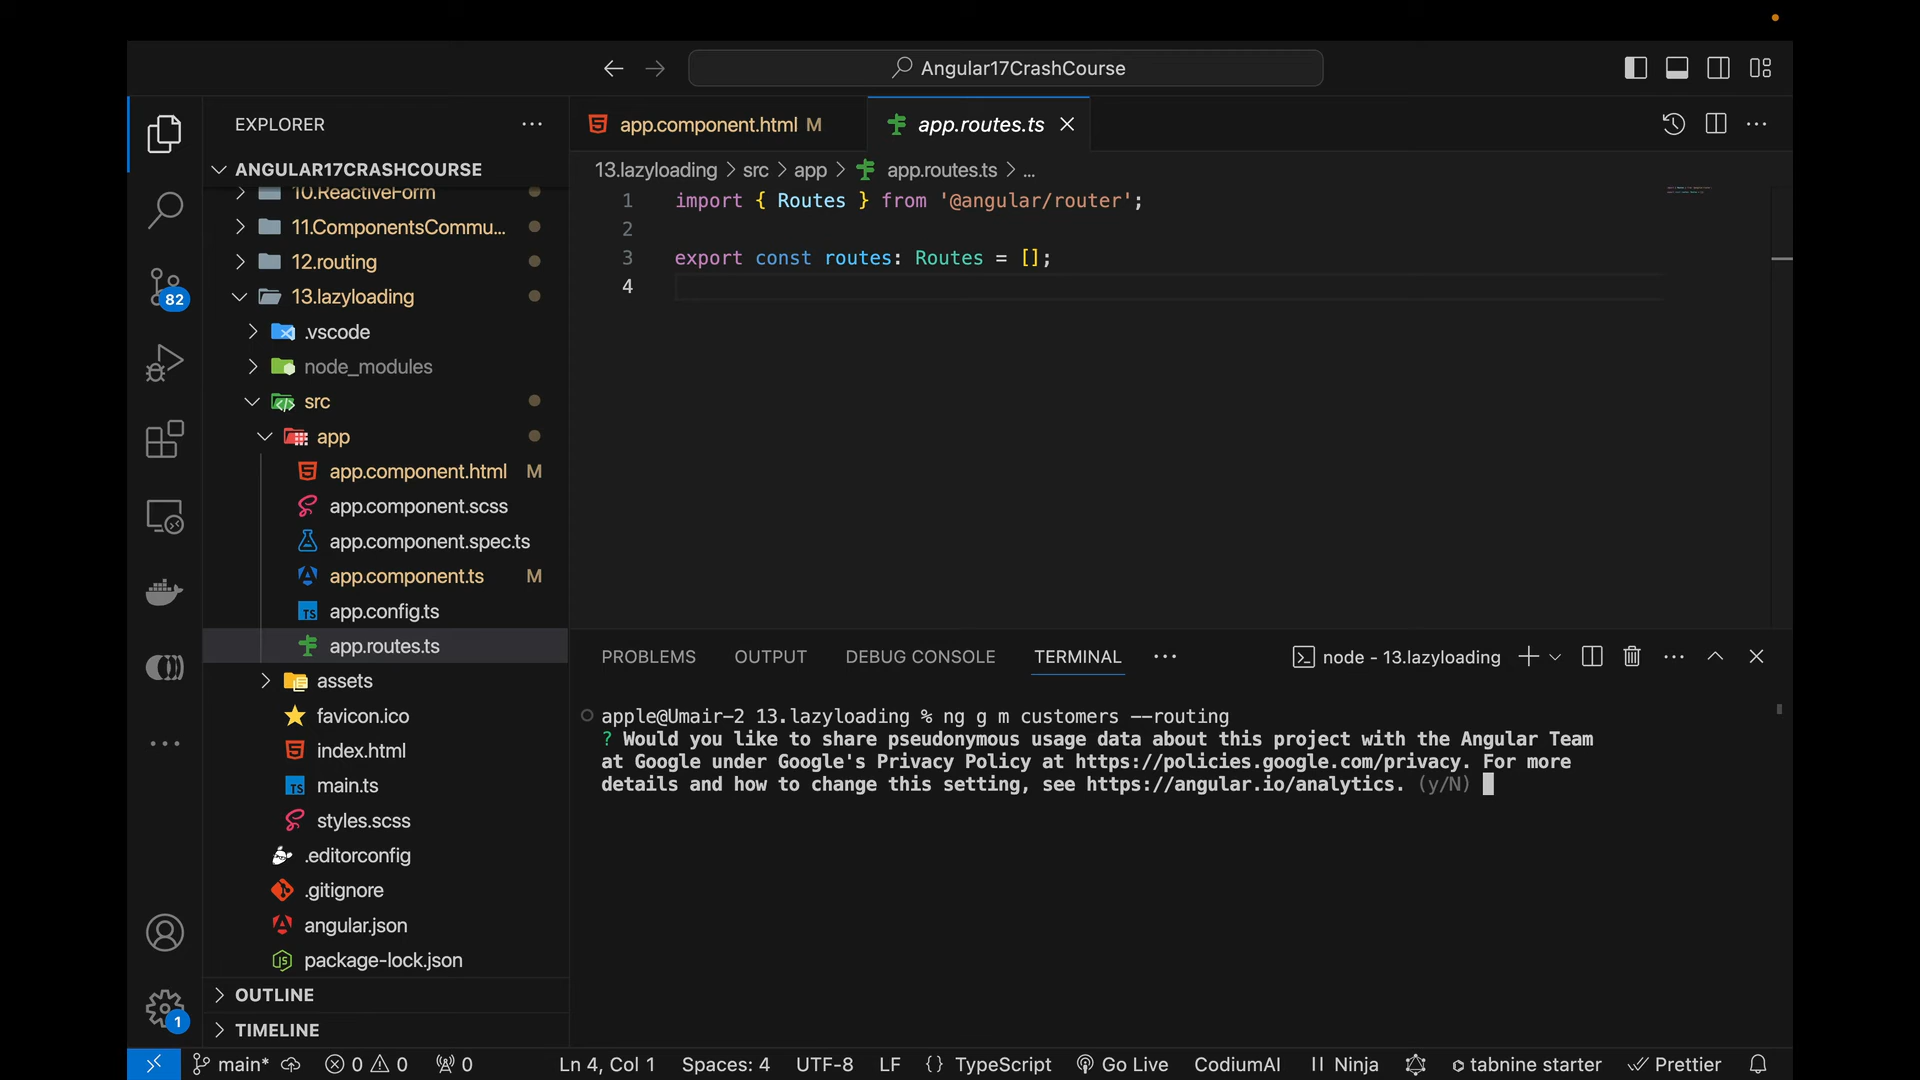 Angular17CrashCourse
EXPLORER
ANGULAR17CRASHCOURSE
10.ReactiveForm
11.ComponentsCommu...
12.routing
13.lazyloading
.vscode
node_modules
src
app
app.component.html M
app.component.scss
app.component.spec.ts
app.component.ts M
app.config.ts
app.routes.ts
assets
favicon.ico
index.html
main.ts
styles.scss
.editorconfig
.gitignore
angular.json
package-lock.json
OUTLINE
TIMELINE
82
1
app.component.html M
app.routes.ts
13.lazyloading > src > app > app.routes.ts > ...
1 import { Routes } from '@angular/router';
2
3 export const routes: Routes = [];
4
PROBLEMS OUTPUT DEBUG CONSOLE TERMINAL
node - 13.lazyloading
apple@Umair-2 13.lazyloading % ng g m customers --routing
? Would you like to share pseudonymous usage data about this project with the Angular Team
at Google under Google's Privacy Policy at https://policies.google.com/privacy. For more
details and how to change this setting, see https://angular.io/analytics. (y/N)
main* 0 0 0 Ln 4, Col 1 Spaces: 4 UTF-8 LF {} TypeScript Go Live CodiumAI Ninja tabnine starter Prettier